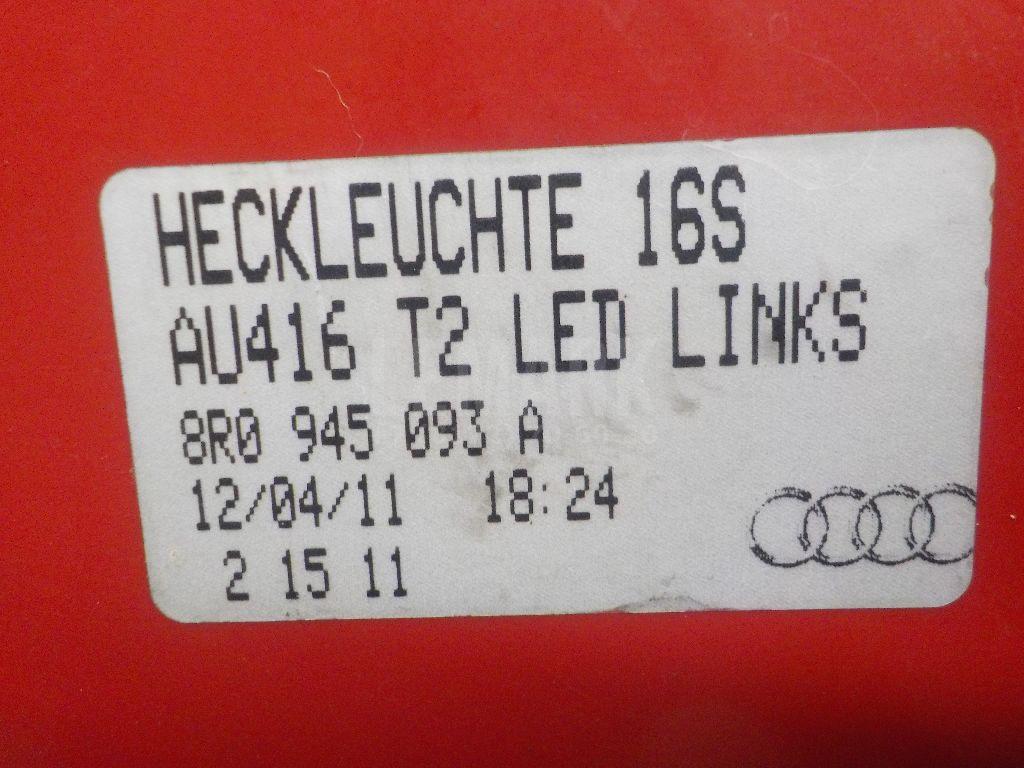 HECKLEUCHTE 16S
AU416 T2 LED LINKS
8R0 945 093 A
12/04/11 18:24
2 15 11